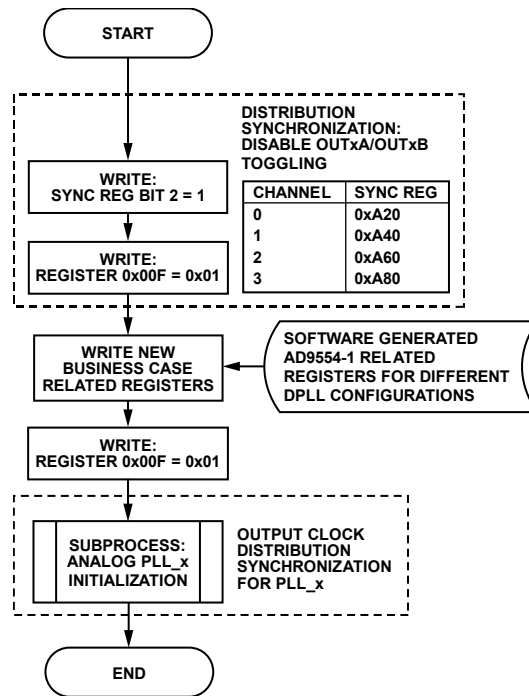 START
DISTRIBUTION
SYNCHRONIZATION:
DISABLE OUTxA/OUTxB
TOGGLING
WRITE:
SYNC REG BIT 2 = 1
CHANNEL SYNC REG
0 0xA20
1 0xA40
2 0xA60
3 0xA80
WRITE:
REGISTER 0x00F = 0x01
WRITE NEW
BUSINESS CASE
RELATED REGISTERS
SOFTWARE GENERATED
AD9554-1 RELATED
REGISTERS FOR DIFFERENT
DPLL CONFIGURATIONS
WRITE:
REGISTER 0x00F = 0x01
SUBPROCESS:
ANALOG PLL_x
INITIALIZATION
OUTPUT CLOCK
DISTRIBUTION
SYNCHRONIZATION
FOR PLL_x
END